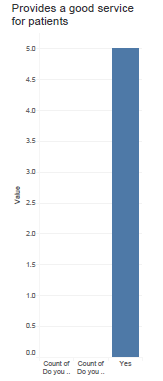 Provides a good service
for patients
5.0
4.5
4.0
3.5
3.0
2.5
2.0
1.5
1.0
0.5
0.0
Value
Count of
Do you ..
Count of
Do you ..
Yes